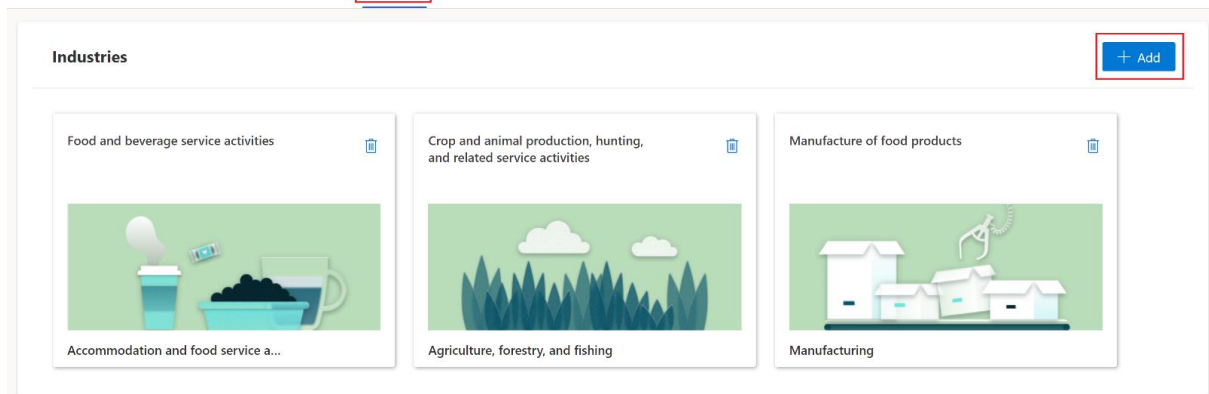 Industries
+ Add
Food and beverage service activities
Crop and animal production, hunting,
and related service activities
Manufacture of food products
Accommodation and food service a...
Agriculture, forestry, and fishing
Manufacturing